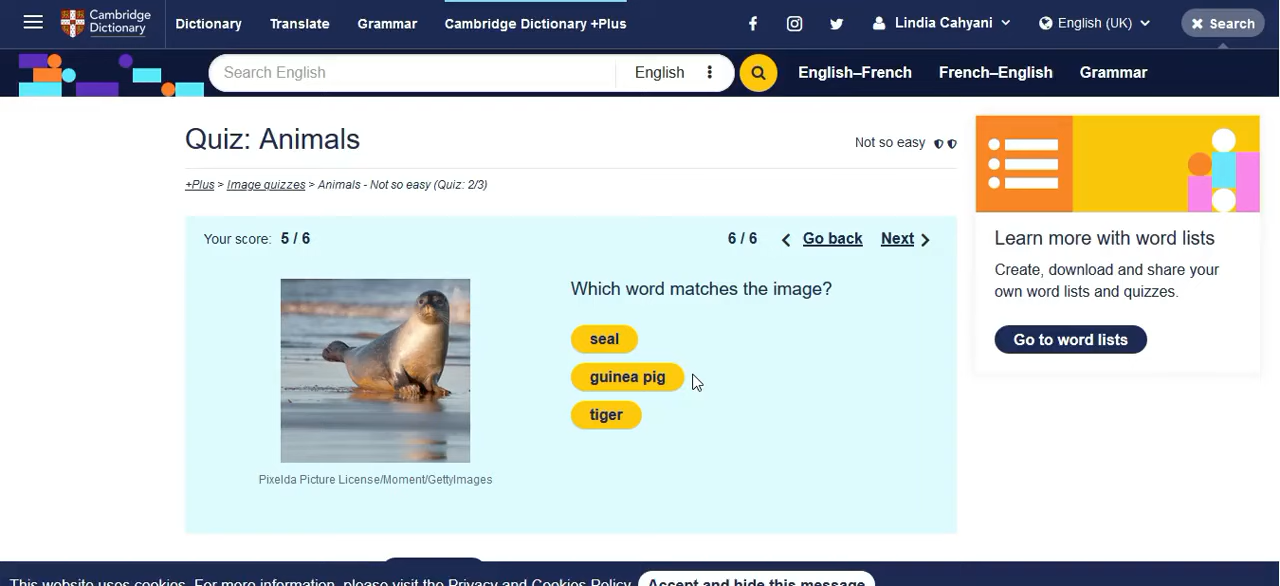 Cambridge Dictionary
Dictionary Translate Grammar Cambridge Dictionary +Plus
Lindia Cahyani English (UK) Search
Search English English English–French French–English Grammar
Quiz: Animals
Not so easy
+Plus > Image quizzes > Animals - Not so easy (Quiz: 2/3)
Your score: 5 / 6 6 / 6 Go back Next
Which word matches the image?
seal
guinea pig
tiger
Pixelda Picture License/Moment/GettyImages
Learn more with word lists
Create, download and share your
own word lists and quizzes.
Go to word lists
This website uses cookies. For more information, please visit the Privacy and Cookies Policy Accept and hide this message